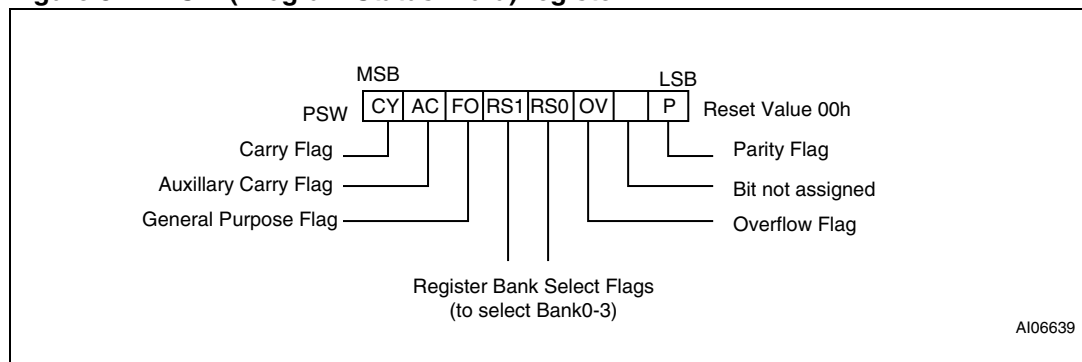 MSB LSB
PSW CY AC FO RS1 RS0 OV P Reset Value 00h
Carry Flag Parity Flag
Auxillary Carry Flag Bit not assigned
General Purpose Flag Overflow Flag
Register Bank Select Flags
(to select Bank0-3)
AI06639